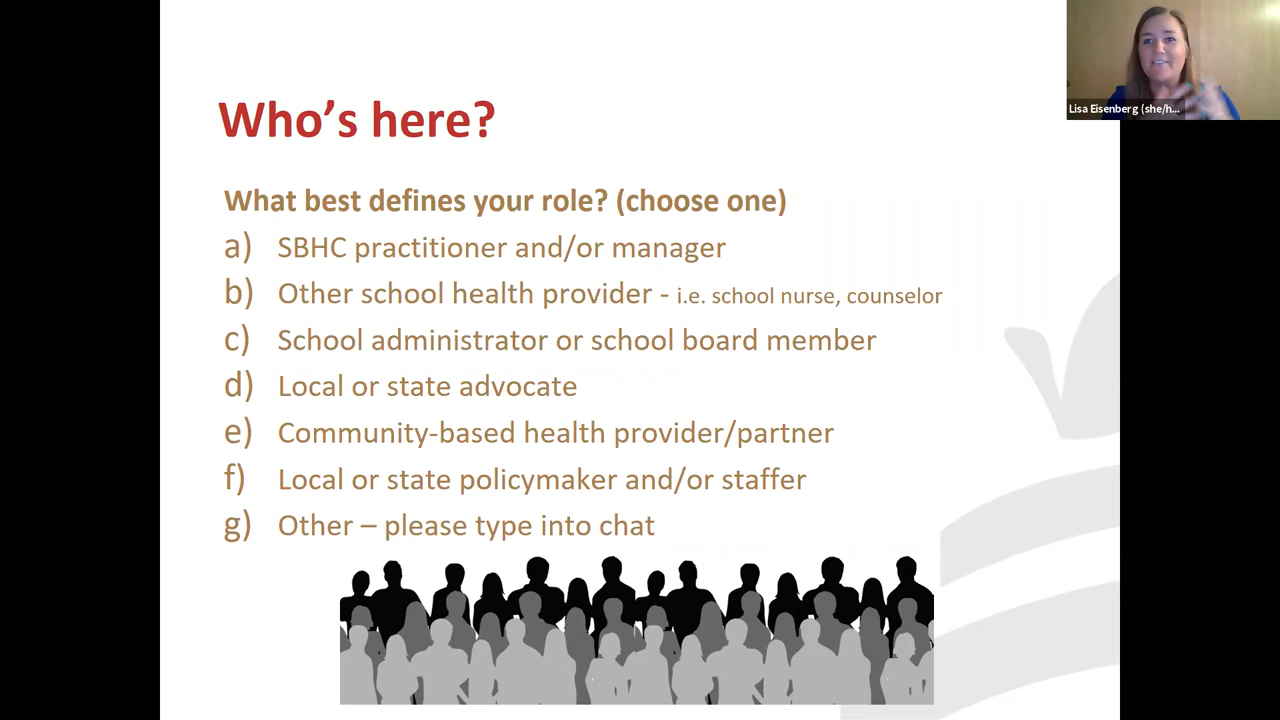 Lisa Eisenberg (she/h...
Who's here?
What best defines your role? (choose one)
a) SBHC practitioner and/or manager
b) Other school health provider - i.e. school nurse, counselor
c) School administrator or school board member
d) Local or state advocate
e) Community-based health provider/partner
f) Local or state policymaker and/or staffer
g) Other – please type into chat